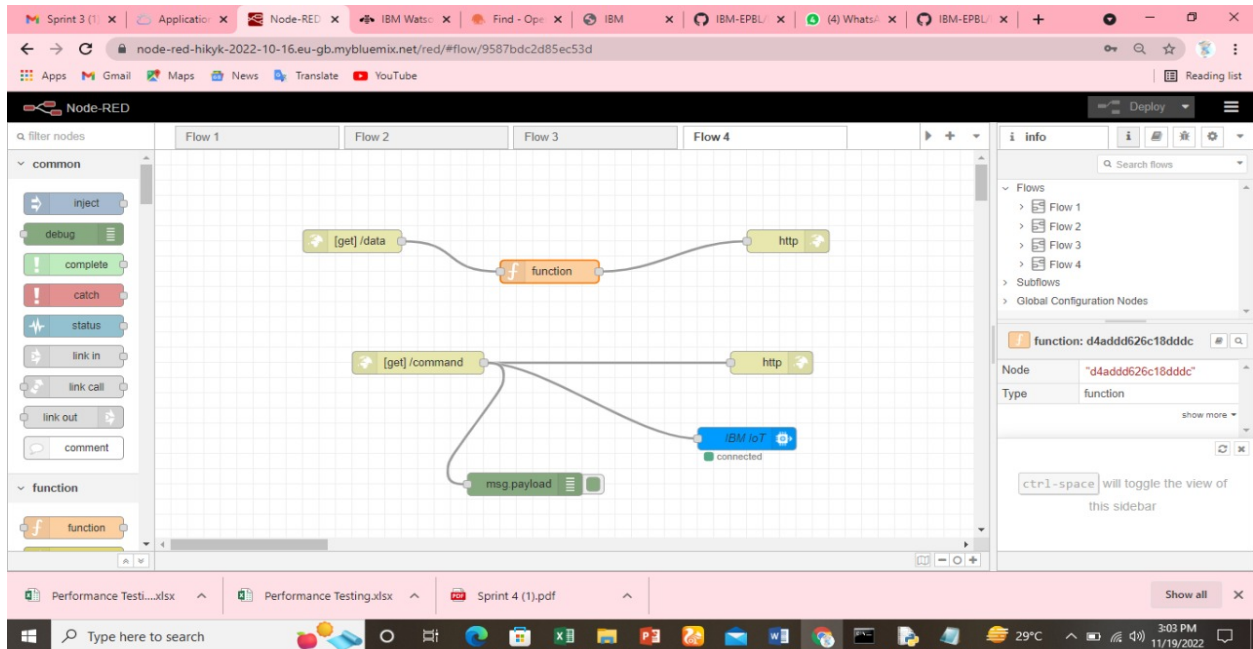 Sprint 3 (1)
Application
Node-RED
IBM Watso
Find - Ope
IBM
IBM-EPBL/
(4) WhatsA
IBM-EPBL/
node-red-hikyk-2022-10-16.eu-gb.mybluemix.net/red/#flow/9587bdc2d85ec53d
Apps Gmail Maps News Translate YouTube Reading list
Node-RED Deploy
filter nodes
Flow 1 Flow 2 Flow 3 Flow 4
i info
common
Search flows
inject
debug
complete
catch
status
link in
link call
link out
comment
function
function
[get] /data
function
http
[get] /command
http
IBM IoT
connected
msg.payload
Flows
Flow 1
Flow 2
Flow 3
Flow 4
Subflows
Global Configuration Nodes
function: d4addd626c18dddc
Node "d4addd626c18dddc"
Type function
show more
ctrl-space will toggle the view of
this sidebar
Performance Testi....xlsx
Performance Testing.xlsx
Sprint 4 (1).pdf
Show all
Type here to search
29°C
3:03 PM
11/19/2022